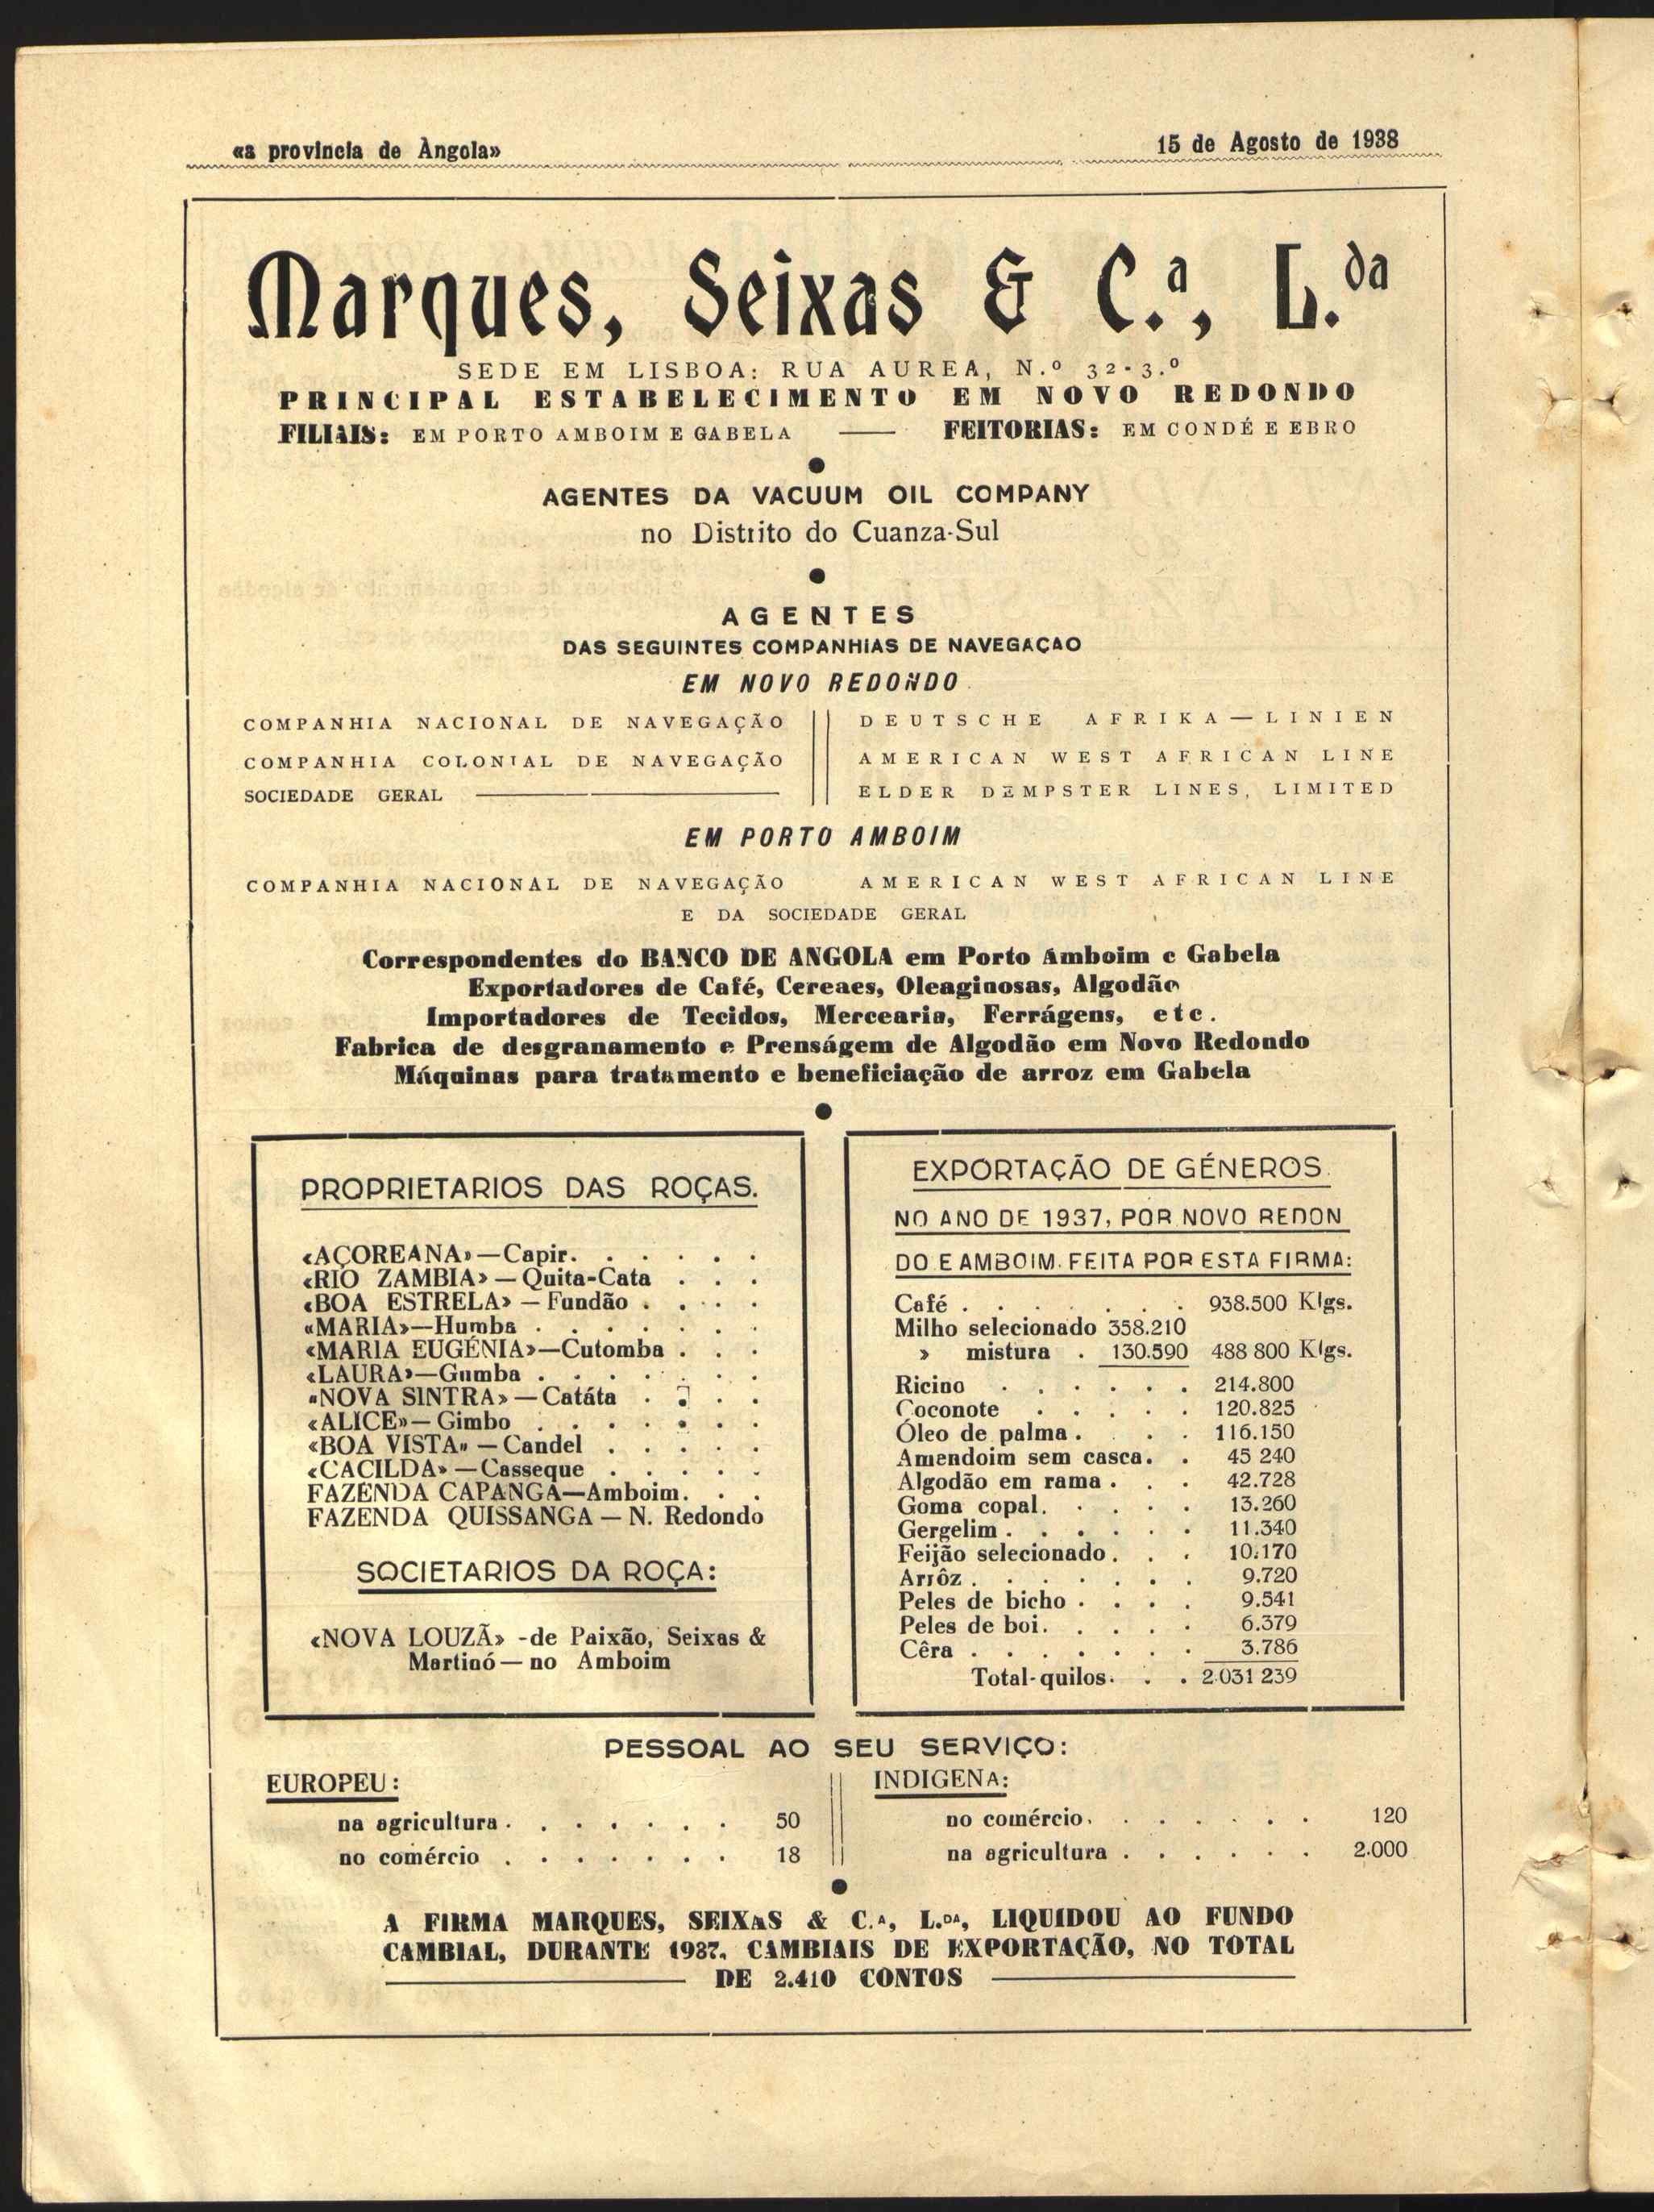 «a provincia de Àngola»
15 de Agosto de 1938
Marques, Seixas & C.ª, L.da
SEDE EM LISBOA: RUA AUREA, N.º 32-3.º
PRINCIPAL ESTABELECIMENTO EM NOVO REDONDO
FILIAIS: EM PORTO AMBOIM E GABELA — FEITORIAS: EM CONDÉ E EBRO
AGENTES DA VACUUM OIL COMPANY
no Distrito do Cuanza-Sul
AGENTES
DAS SEGUINTES COMPANHIAS DE NAVEGAÇÃO
EM NOVO REDONDO
COMPANHIA NACIONAL DE NAVEGAÇÃO
COMPANHIA COLONIAL DE NAVEGAÇÃO
SOCIEDADE GERAL
DEUTSCHE AFRIKA—LINIEN
AMERICAN WEST AFRICAN LINE
ELDER DEMPSTER LINES, LIMITED
EM PORTO AMBOIM
COMPANHIA NACIONAL DE NAVEGAÇÃO AMERICAN WEST AFRICAN LINE
E DA SOCIEDADE GERAL
Correspondentes do BANCO DE ANGOLA em Porto Amboim e Gabela
Exportadores de Café, Cereaes, Oleaginosas, Algodão
Importadores de Tecidos, Mercearia, Ferrágens, etc.
Fabrica de desgranamento e Prenságem de Algodão em Novo Redondo
Máquinas para tratamento e beneficiação de arroz em Gabela
PROPRIETARIOS DAS ROÇAS.
«AÇOREANA»—Capir. . . . . .
«RIO ZAMBIA» — Quita-Cata . . .
«BOA ESTRELA» — Fundão . . . . .
«MARIA»—Humba . . . . . . .
«MARIA EUGÉNIA»—Cutomba . . .
«LAURA»—Gumba . . . . . . .
«NOVA SINTRA» — Catáta . . . .
«ALICE»— Gimbo . . . . . . .
«BOA VISTA» — Candel . . . . .
«CACILDA» — Casseque . . . . .
FAZENDA CAPANGA—Amboim. . .
FAZENDA QUISSANGA — N. Redondo
SOCIETARIOS DA ROÇA:
«NOVA LOUZÃ» -de Paixão, Seixas &
Martinó — no Amboim
EXPORTAÇÃO DE GÉNEROS.
NO ANO DE 1937, POR NOVO REDON
DO E AMBOIM. FEITA POR ESTA FIRMA:
Café . . . . . . . 938.500 Klgs.
Milho selecionado 358.210
» mistura . 130.590 488 800 Klgs.
Ricino . . . . . . 214.800
Coconote . . . . . 120.825
Óleo de palma . . . 116.150
Amendoim sem casca. . 45 240
Algodão em rama . . . 42.728
Goma copal. . . . . 13.260
Gergelim . . . . . . 11.340
Feijão selecionado . . . 10.170
Arrôz . . . . . . . 9.720
Peles de bicho . . . . 9.541
Peles de boi. . . . . 6.379
Cêra . . . . . . . 3.786
Total-quilos. . . 2.031 239
PESSOAL AO SEU SERVIÇO:
EUROPEU:
na agricultura . . . . . . . 50
no comércio . . . . . . . 18
INDIGENA:
no comércio. . . . . . . 120
na agricultura . . . . . . 2.000
A FIRMA MARQUES, SEIXAS & C.ª, L.DA, LIQUIDOU AO FUNDO
CAMBIAL, DURANTE 1937, CAMBIAIS DE EXPORTAÇÃO, NO TOTAL
DE 2.410 CONTOS